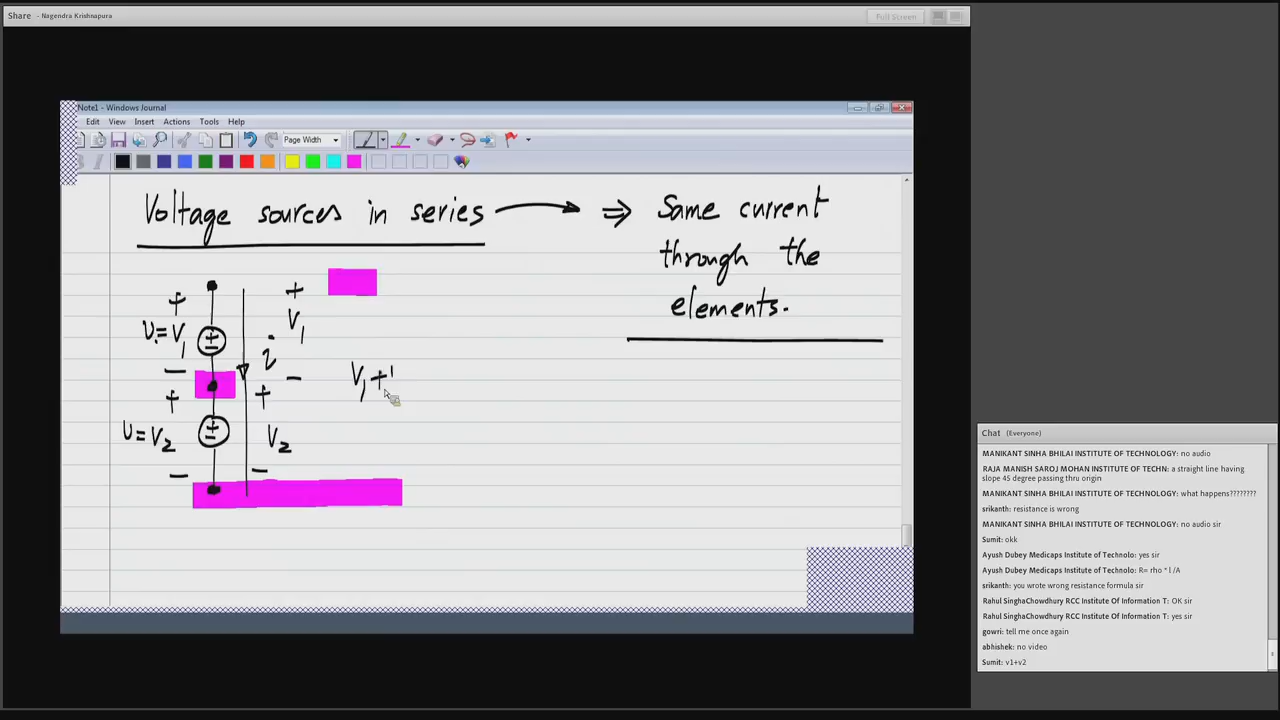 Share - Nagendra Krishnapura
Full Screen
Note1 - Windows Journal
Edit View Insert Actions Tools Help
Page Width
Voltage sources in series ⇒ Same current
through the
elements.
+ + 
V1
v=V1
i
- -
V1+
+ +
v=V2 V2
- -
Chat (Everyone)
MANIKANT SINHA BHILAI INSTITUTE OF TECHNOLOGY: no audio
RAJA MANISH SAROJ MOHAN INSTITUTE OF TECHN: a straight line having
slope 45 degree passing thru origin
MANIKANT SINHA BHILAI INSTITUTE OF TECHNOLOGY: what happens????????
srikanth: resistance is wrong
MANIKANT SINHA BHILAI INSTITUTE OF TECHNOLOGY: no audio sir
Sumit: okk
Ayush Dubey Medicaps Institute of Technolo: yes sir
Ayush Dubey Medicaps Institute of Technolo: R= rho * l /A
srikanth: you wrote wrong resistance formula sir
Rahul SinghaChowdhury RCC Institute Of Information T: OK sir
Rahul SinghaChowdhury RCC Institute Of Information T: yes sir
gowri: tell me once again
abhishek: no video
Sumit: v1+v2